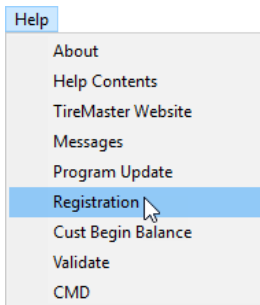 Help
About
Help Contents
TireMaster Website
Messages
Program Update
Registration
Cust Begin Balance
Validate
CMD